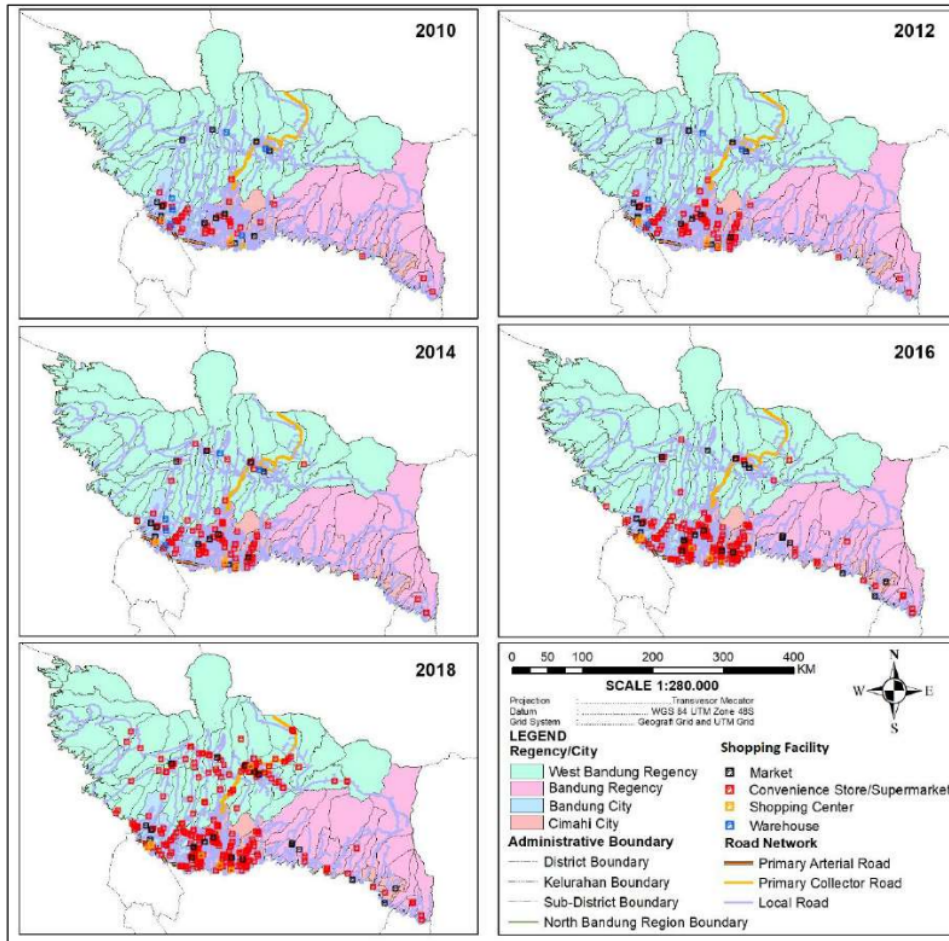 2010
2012
2014
2016
2018
0 50 100 200 300 400
KM
SCALE 1:280.000
Projection : Transvesor Mecator
Datum : WGS 84 UTM Zone 48S
Grid System : Geografi Grid and UTM Grid
N
W E
S
LEGEND
Regency/City
West Bandung Regency
Bandung Regency
Bandung City
Cimahi City
Administrative Boundary
District Boundary
Kelurahan Boundary
Sub-District Boundary
North Bandung Region Boundary
Shopping Facility
Market
Convenience Store/Supermarket
Shopping Center
Warehouse
Road Network
Primary Arterial Road
Primary Collector Road
Local Road